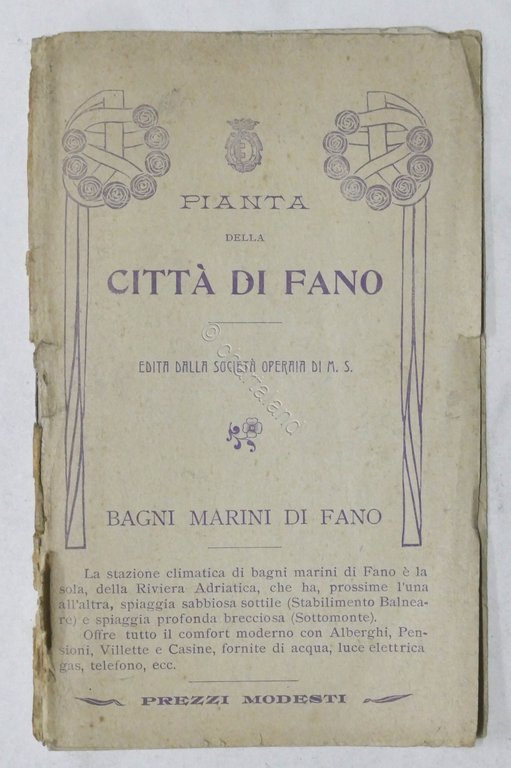 PIANTA
DELLA
CITTÀ DI FANO
EDITA DALLA SOCIETÀ OPERAIA DI M. S.
BAGNI MARINI DI FANO
La stazione climatica di bagni marini di Fano è la
sola, della Riviera Adriatica, che ha, prossime l'una
all'altra, spiaggia sabbiosa sottile (Stabilimento Balnea-
re) e spiaggia profonda brecciosa (Sottomonte).
Offre tutto il comfort moderno con Alberghi, Pen-
sioni, Villette e Casine, fornite di acqua, luce elettrica
gas, telefono, ecc.
PREZZI MODESTI